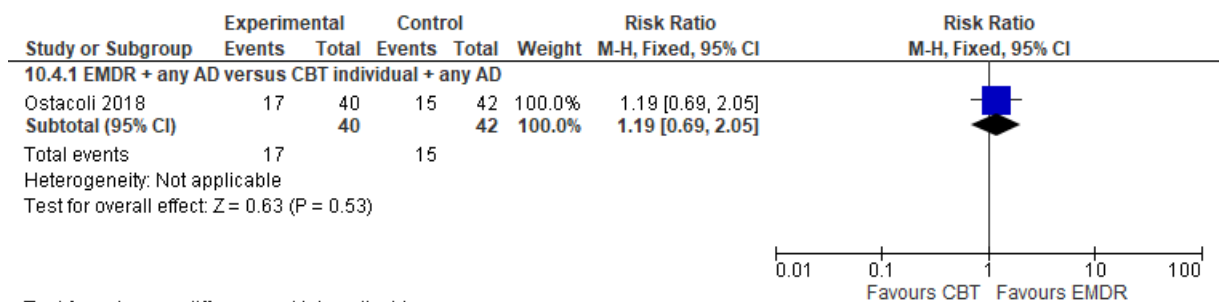 Experimental Control Risk Ratio Risk Ratio
Study or Subgroup Events Total Events Total Weight M-H, Fixed, 95% CI M-H, Fixed, 95% CI
10.4.1 EMDR + any AD versus CBT individual + any AD
Ostacoli 2018 17 40 15 42 100.0% 1.19 [0.69, 2.05]
Subtotal (95% CI) 40 42 100.0% 1.19 [0.69, 2.05]
Total events 17 15
Heterogeneity: Not applicable
Test for overall effect: Z = 0.63 (P = 0.53)
0.01 0.1 1 10 100
Favours CBT Favours EMDR